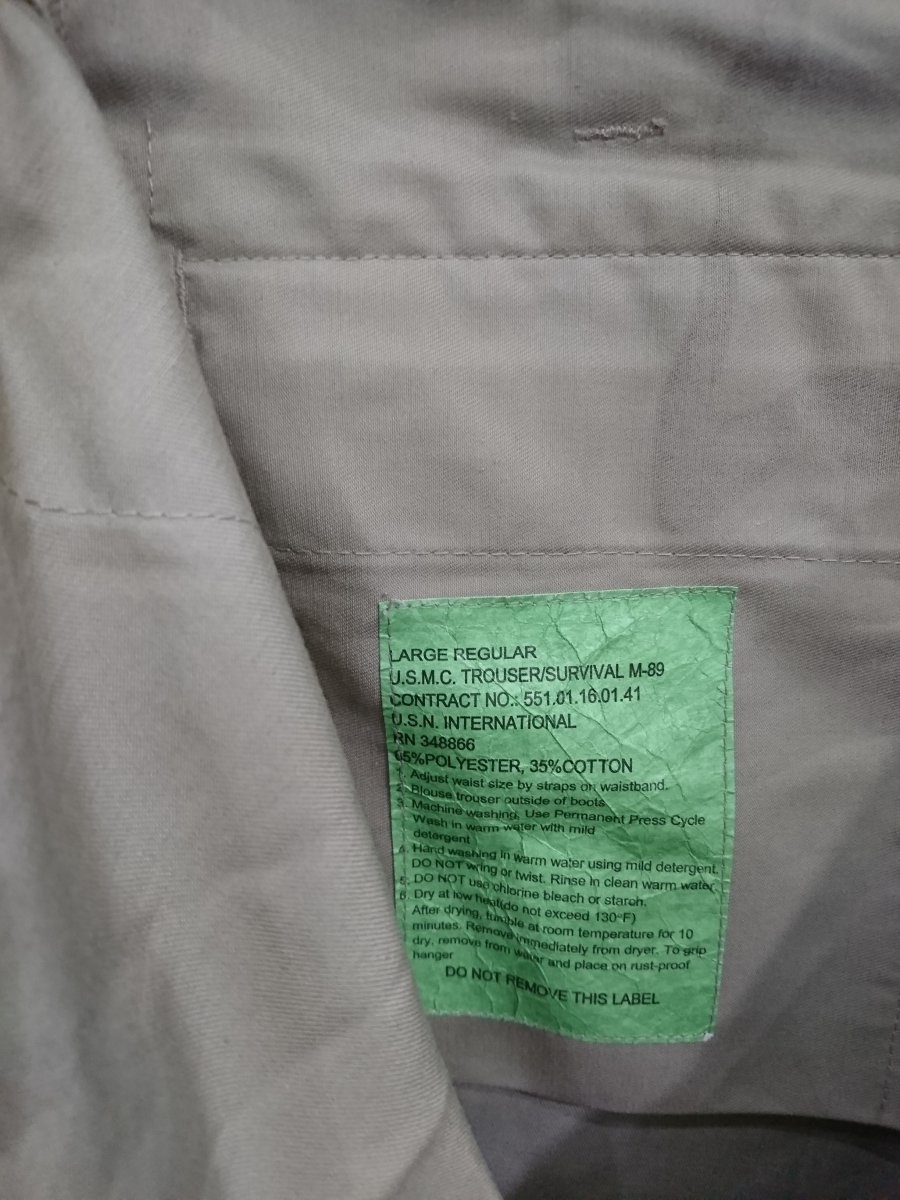 LARGE REGULAR
U.S.M.C. TROUSER/SURVIVAL M-89
CONTRACT NO.: 551.01.16.01.41
U.S.N. INTERNATIONAL
RN 348866
65%POLYESTER, 35%COTTON
1. Adjust waist size by straps on waistband.
2. Blouse trouser outside of boots
3. Machine washing. Use Permanent Press Cycle
Wash in warm water with mild
detergent
4. Hand washing in warm water using mild detergent.
DO NOT wring or twist. Rinse in clean warm water
5. DO NOT use chlorine bleach or starch.
6. Dry at low heat(do not exceed 130°F)
After drying, tumble at room temperature for 10
minutes. Remove immediately from dryer. To grip
dry, remove from water and place on rust-proof
hanger
DO NOT REMOVE THIS LABEL